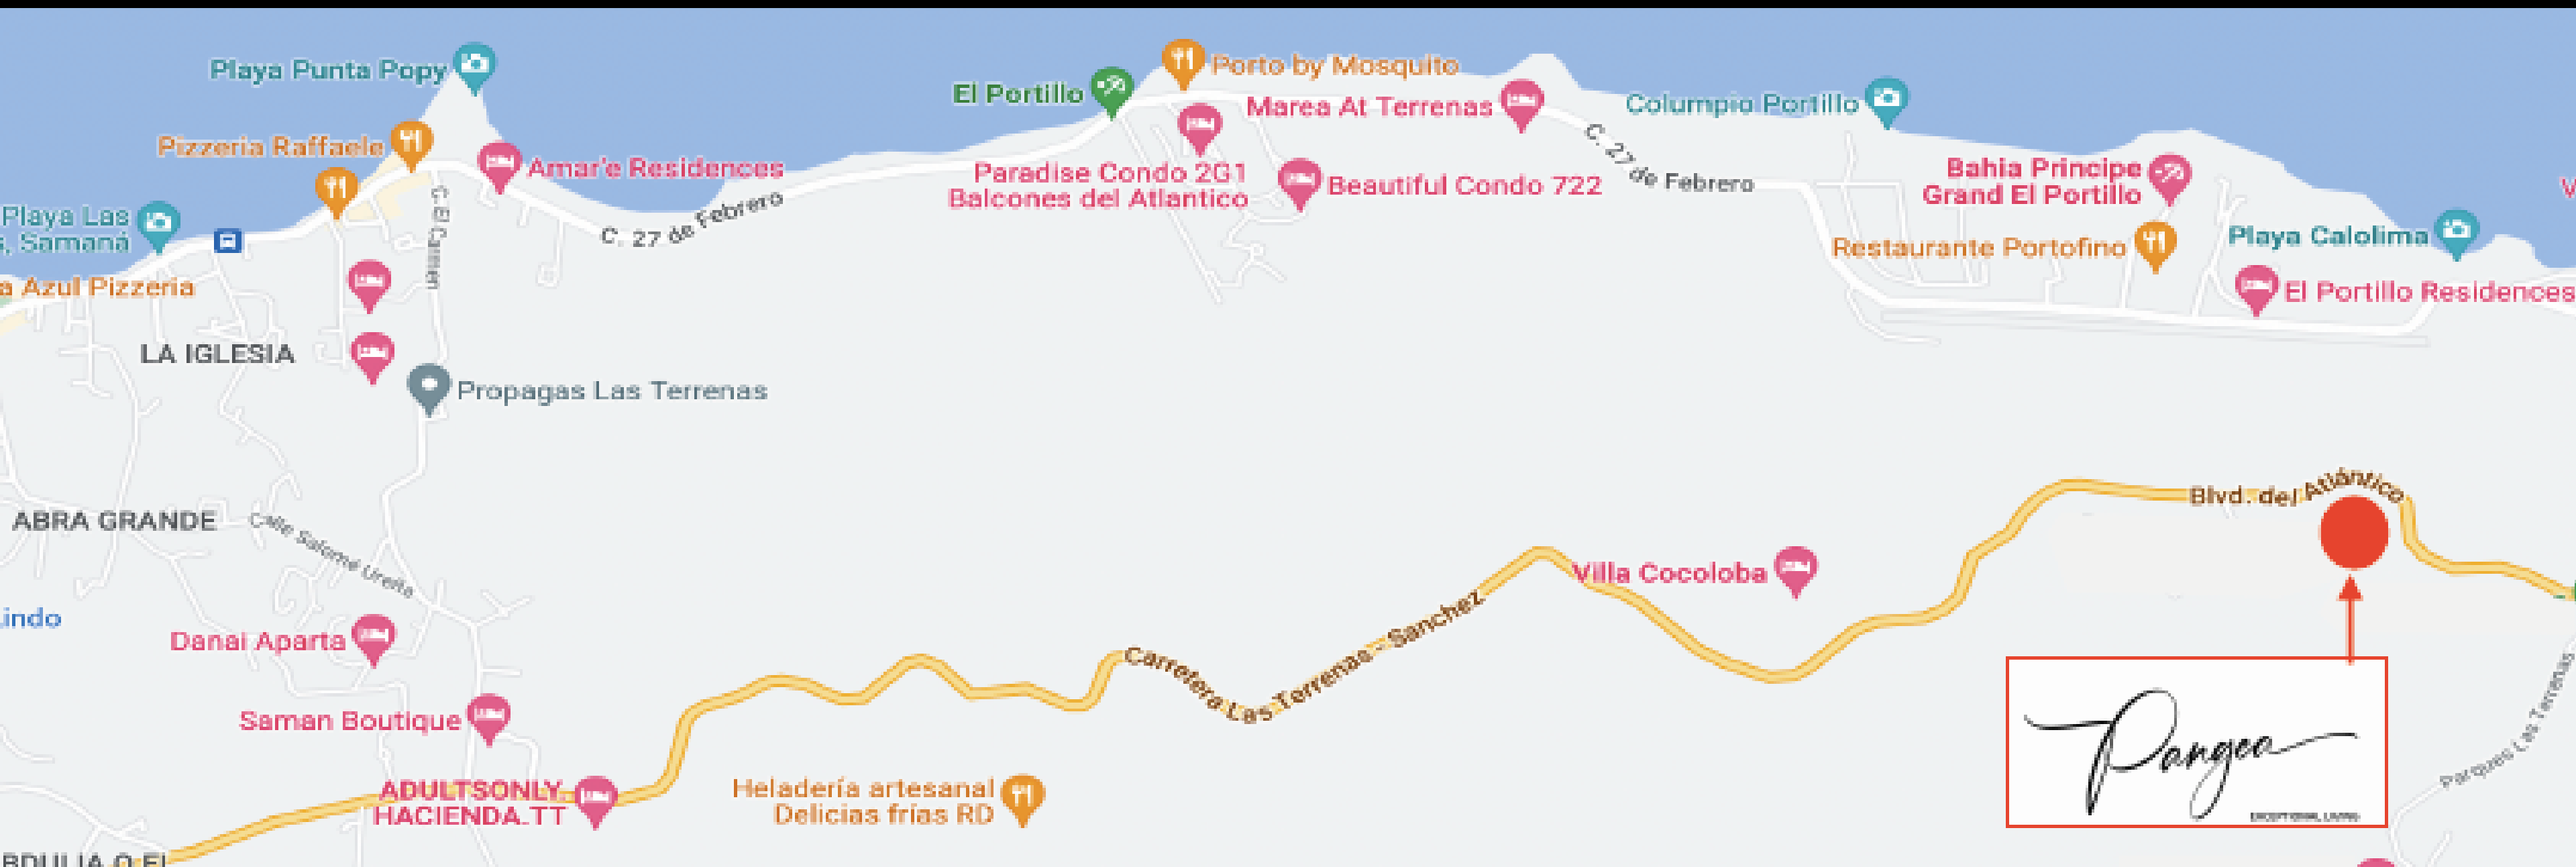 Playa Punta Popy
Porto by Mosquito
El Portillo
Marea At Terrenas
Columpio Portillo
Pizzeria Raffaele
Amar'e Residences
C. 27 de Febrero
Paradise Condo 2G1
Balcones del Atlantico
Beautiful Condo 722
C. 27 de Febrero
Bahia Principe
Grand El Portillo
Playa Las
, Samaná
C. El Carmen
Restaurante Portofino
Playa Calolima
a Azul Pizzeria
El Portillo Residences
LA IGLESIA
Propagas Las Terrenas
Blvd. del Atlántico
ABRA GRANDE
Calle Salomé Ureña
Villa Cocoloba
indo
Danai Aparta
Carretera Las Terrenas - Sanchez
Saman Boutique
Parques Las Terrenas
Pangea
EXCEPTIONAL LIVING
ADULTSONLY.
HACIENDA.TT
Heladería artesanal
Delicias frías RD